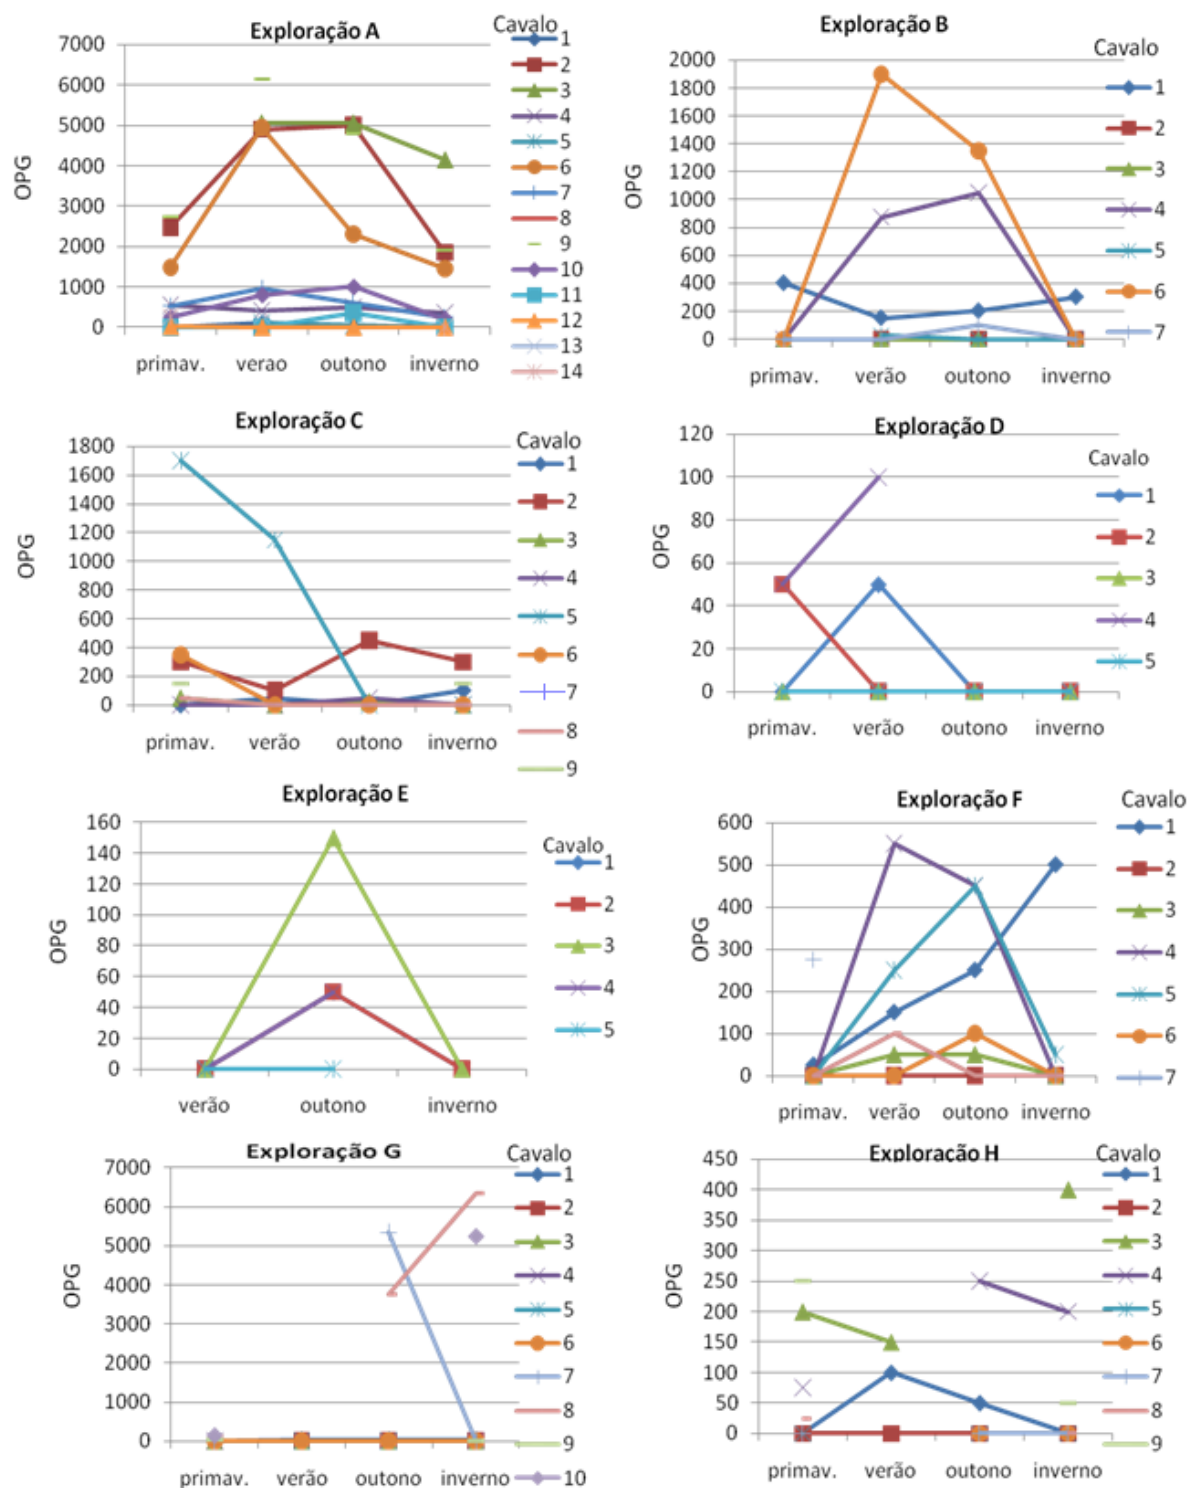 Exploração A
Cavalo
7000
6000
5000
4000
3000
2000
1000
0
OPG
primav.
verao
outono
inverno
1
2
3
4
5
6
7
8
9
10
11
12
13
14
Exploração B
Cavalo
2000
1800
1600
1400
1200
1000
800
600
400
200
0
OPG
primav.
verão
outono
inverno
1
2
3
4
5
6
7
Exploração C
Cavalo
1800
1600
1400
1200
1000
800
600
400
200
0
OPG
primav.
verão
outono
inverno
1
2
3
4
5
6
7
8
9
Exploração D
Cavalo
120
100
80
60
40
20
0
OPG
primav.
verão
outono
inverno
1
2
3
4
5
Exploração E
Cavalo
160
140
120
100
80
60
40
20
0
OPG
verão
outono
inverno
1
2
3
4
5
Exploração F
Cavalo
600
500
400
300
200
100
0
OPG
primav.
verão
outono
inverno
1
2
3
4
5
6
7
Exploração G
Cavalo
7000
6000
5000
4000
3000
2000
1000
0
OPG
primav.
verão
outono
inverno
1
2
3
4
5
6
7
8
9
10
Exploração H
Cavalo
450
400
350
300
250
200
150
100
50
0
OPG
primav.
verão
outono
inverno
1
2
3
4
5
6
7
8
9